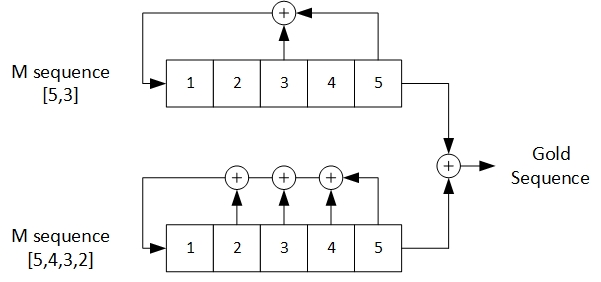 +
M sequence
[5,3]
1 2 3 4 5
+
Gold
Sequence
+ + +
M sequence
[5,4,3,2]
1 2 3 4 5